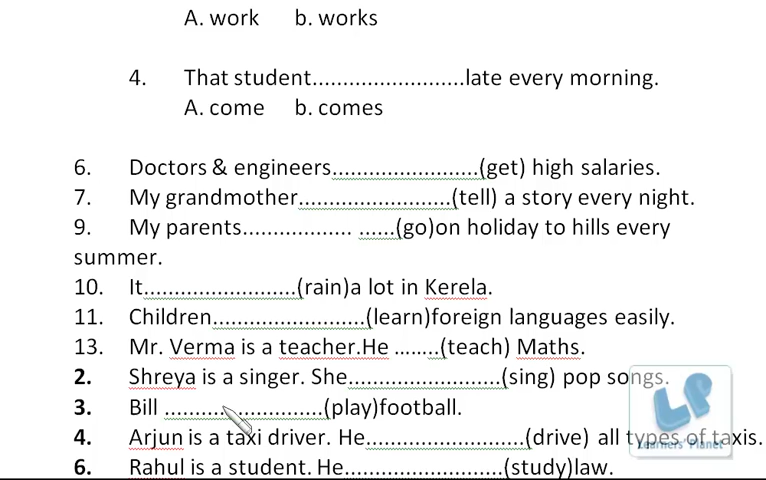 A. work b. works
4. That student.........................late every morning.
A. come b. comes
6. Doctors & engineers........................(get) high salaries.
7. My grandmother.........................(tell) a story every night.
9. My parents.................. ......(go)on holiday to hills every
summer.
10. It.........................(rain)a lot in Kerela.
11. Children.........................(learn)foreign languages easily.
13. Mr. Verma is a teacher.He ........(teach) Maths.
2. Shreya is a singer. She.........................(sing) pop songs.
3. Bill ..........................(play)football.
4. Arjun is a taxi driver. He..........................(drive) all types of taxis.
6. Rahul is a student. He..........................(study)law.
LP
Learners' Planet